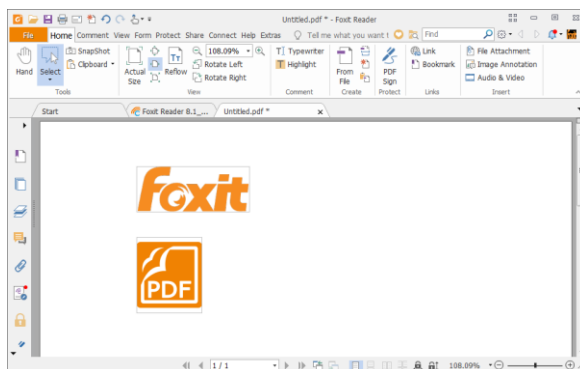 Untitled.pdf * - Foxit Reader
File Home Comment View Form Protect Share Connect Help Extras Tell me what you want t Find
Hand
Select
SnapShot
Clipboard
Tools
Actual Size
Reflow
108.09%
Rotate Left
Rotate Right
View
Typewriter
Highlight
Comment
From File
Create
PDF Sign
Protect
Link
Bookmark
Links
File Attachment
Image Annotation
Audio & Video
Insert
Start
Foxit Reader 8.1_...
Untitled.pdf *
foxit
PDF
1 / 1
108.09%